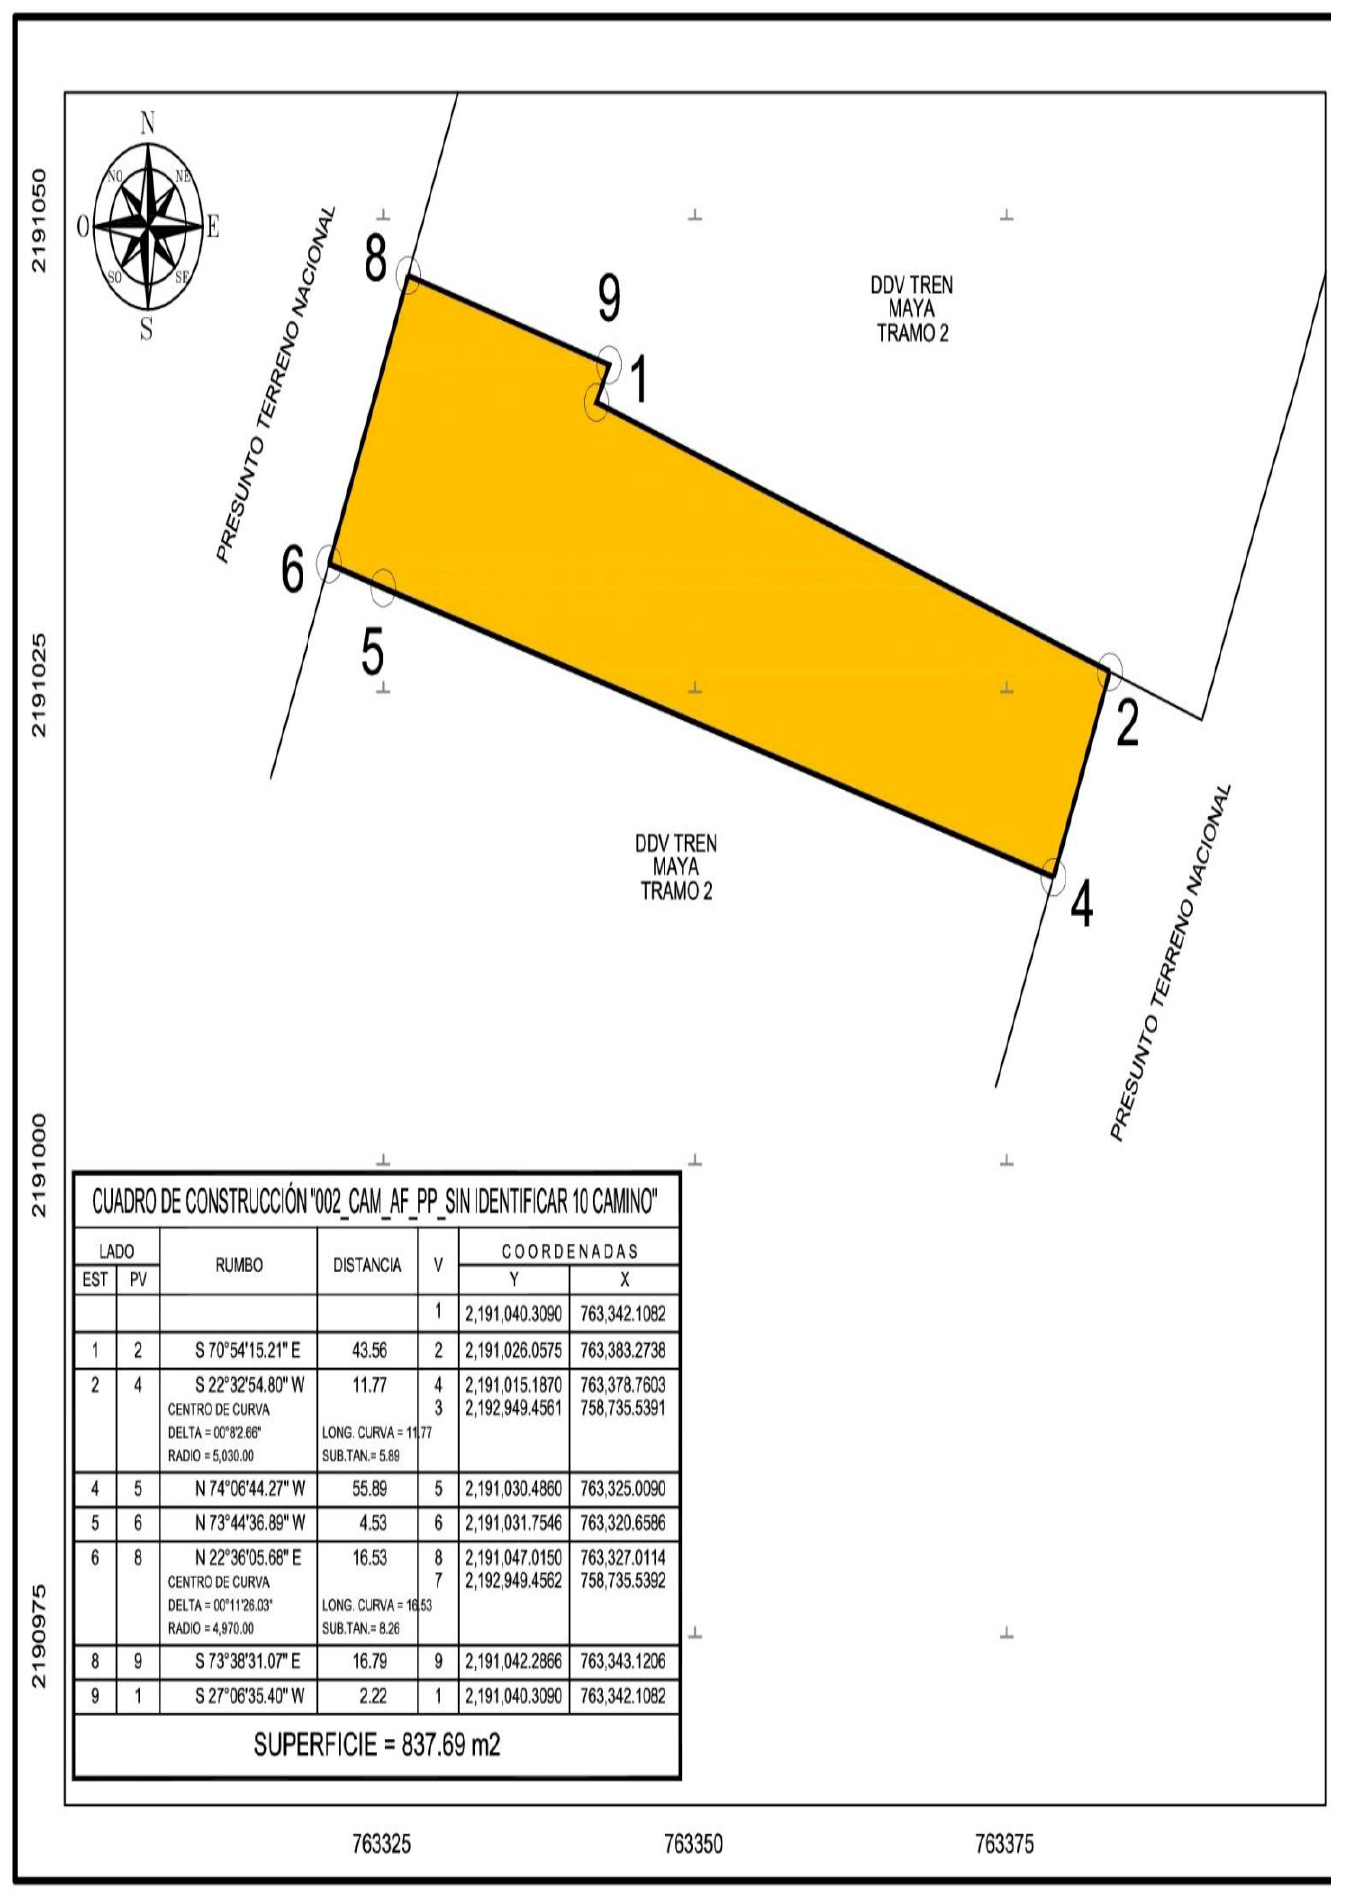 N
NO
NE
O
E
SO
SE
S
2191050
2191025
2191000
2190975
PRESUNTO TERRENO NACIONAL
8
9
1
DDV TREN
MAYA
TRAMO 2
6
5
2
4
DDV TREN
MAYA
TRAMO 2
PRESUNTO TERRENO NACIONAL
CUADRO DE CONSTRUCCIÓN "002_CAM_AF_PP_SIN IDENTIFICAR 10 CAMINO"
LADO RUMBO DISTANCIA V COORDENADAS
EST PV Y X
1 2,191,040.3090 763,342.1082
1 2 S 70°54'15.21" E 43.56 2 2,191,026.0575 763,383.2738
2 4 S 22°32'54.80" W 11.77 4 2,191,015.1870 763,378.7603
CENTRO DE CURVA 3 2,192,949.4561 758,735.5391
DELTA = 00°8'2.66" LONG. CURVA = 11.77
RADIO = 5,030.00 SUB.TAN.= 5.89
4 5 N 74°06'44.27" W 55.89 5 2,191,030.4860 763,325.0090
5 6 N 73°44'36.89" W 4.53 6 2,191,031.7546 763,320.6586
6 8 N 22°36'05.68" E 16.53 8 2,191,047.0150 763,327.0114
CENTRO DE CURVA 7 2,192,949.4562 758,735.5392
DELTA = 00°11'26.03" LONG. CURVA = 16.53
RADIO = 4,970.00 SUB.TAN.= 8.26
8 9 S 73°38'31.07" E 16.79 9 2,191,042.2866 763,343.1206
9 1 S 27°06'35.40" W 2.22 1 2,191,040.3090 763,342.1082
SUPERFICIE = 837.69 m2
763325
763350
763375